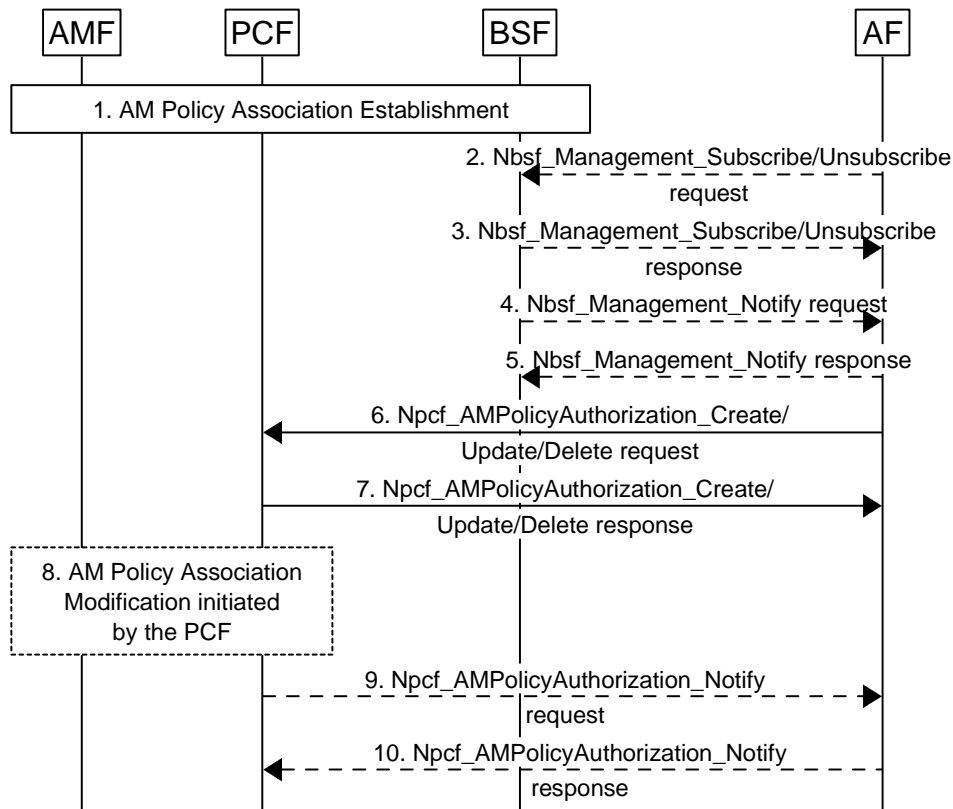 AMF PCF BSF AF
1. AM Policy Association Establishment
2. Nbsf_Management_Subscribe/Unsubscribe
request
3. Nbsf_Management_Subscribe/Unsubscribe
response
4. Nbsf_Management_Notify request
5. Nbsf_Management_Notify response
6. Npcf_AMPolicyAuthorization_Create/
Update/Delete request
7. Npcf_AMPolicyAuthorization_Create/
Update/Delete response
8. AM Policy Association
Modification initiated
by the PCF
9. Npcf_AMPolicyAuthorization_Notify
request
10. Npcf_AMPolicyAuthorization_Notify
response